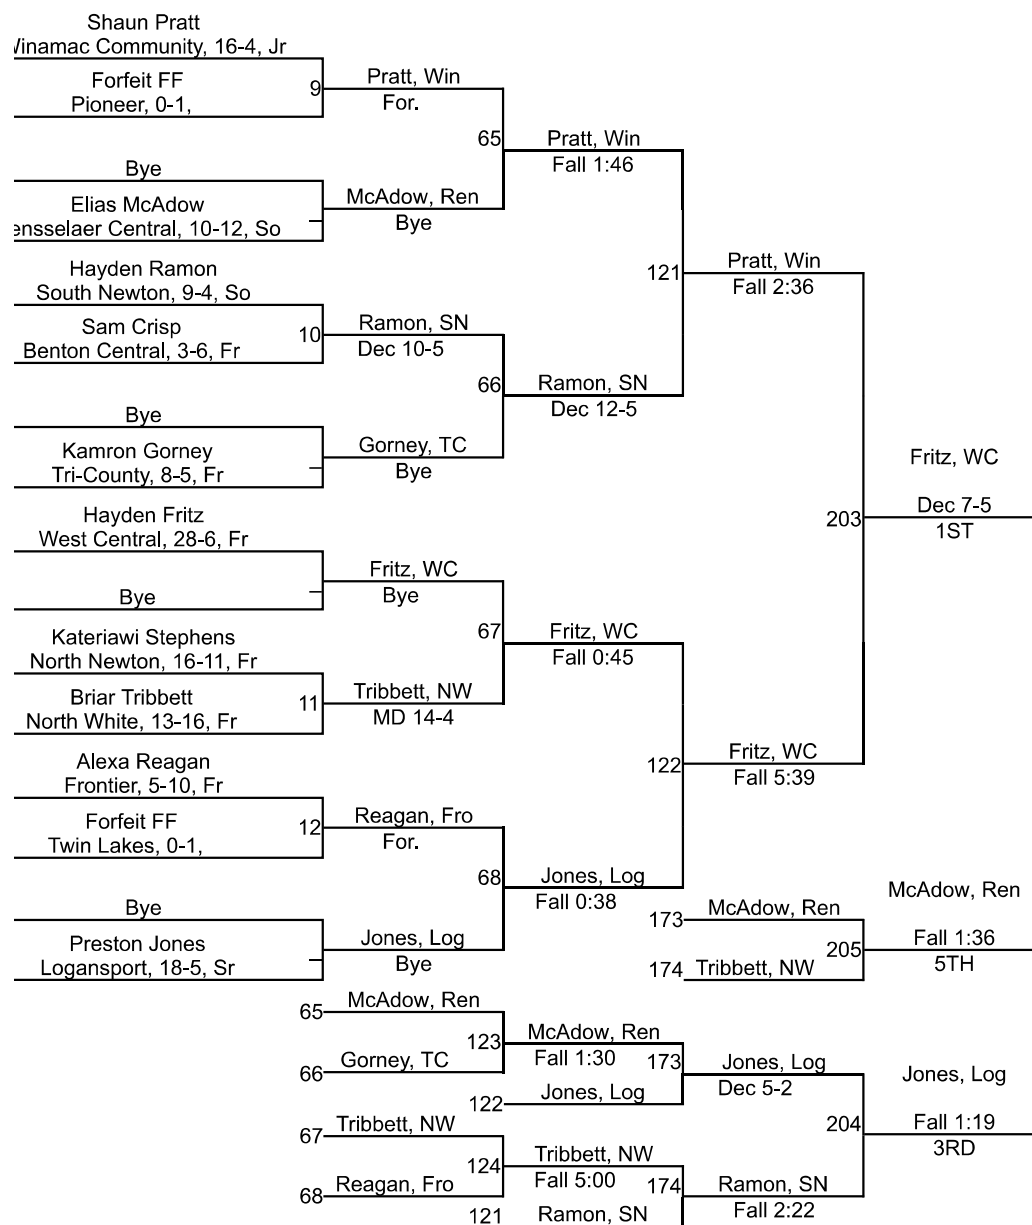 Shaun Pratt
Winamac Community, 16-4, Jr
Forfeit FF
Pioneer, 0-1,
9
Pratt, Win
For.
65
Pratt, Win
Fall 1:46
Bye
Elias McAdow
ensselaer Central, 10-12, So
McAdow, Ren
Bye
121
Pratt, Win
Fall 2:36
Hayden Ramon
South Newton, 9-4, So
Sam Crisp
Benton Central, 3-6, Fr
10
Ramon, SN
Dec 10-5
66
Ramon, SN
Dec 12-5
Bye
Kamron Gorney
Tri-County, 8-5, Fr
Gorney, TC
Bye
203
Fritz, WC
Dec 7-5
1ST
Hayden Fritz
West Central, 28-6, Fr
Bye
Fritz, WC
Bye
67
Fritz, WC
Fall 0:45
Kateriawi Stephens
North Newton, 16-11, Fr
Briar Tribbett
North White, 13-16, Fr
11
Tribbett, NW
MD 14-4
122
Fritz, WC
Fall 5:39
Alexa Reagan
Frontier, 5-10, Fr
Forfeit FF
Twin Lakes, 0-1,
12
Reagan, Fro
For.
68
Jones, Log
Fall 0:38
Bye
Preston Jones
Logansport, 18-5, Sr
Jones, Log
Bye
173
McAdow, Ren
174
Tribbett, NW
205
McAdow, Ren
Fall 1:36
5TH
65
McAdow, Ren
66
Gorney, TC
123
McAdow, Ren
Fall 1:30
122
Jones, Log
173
Jones, Log
Dec 5-2
67
Tribbett, NW
68
Reagan, Fro
124
Tribbett, NW
Fall 5:00
121
Ramon, SN
174
Ramon, SN
Fall 2:22
204
Jones, Log
Fall 1:19
3RD